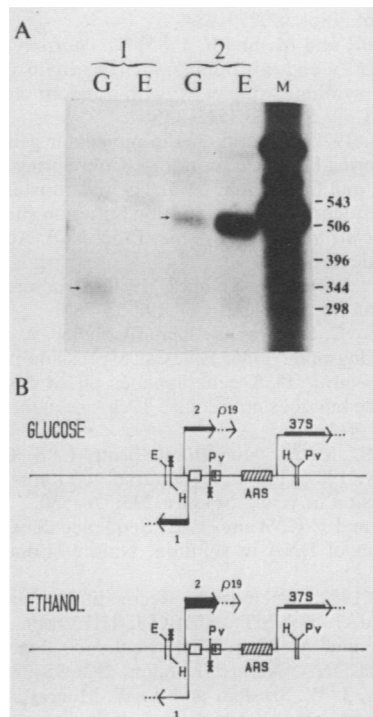 A
1 2
G E G E M
543
506
396
344
298
B
2 ρ19 37S
GLUCOSE
E Pv H Pv
H ARS
1
2 ρ19 37S
ETHANOL
E Pv H Pv
H ARS
1